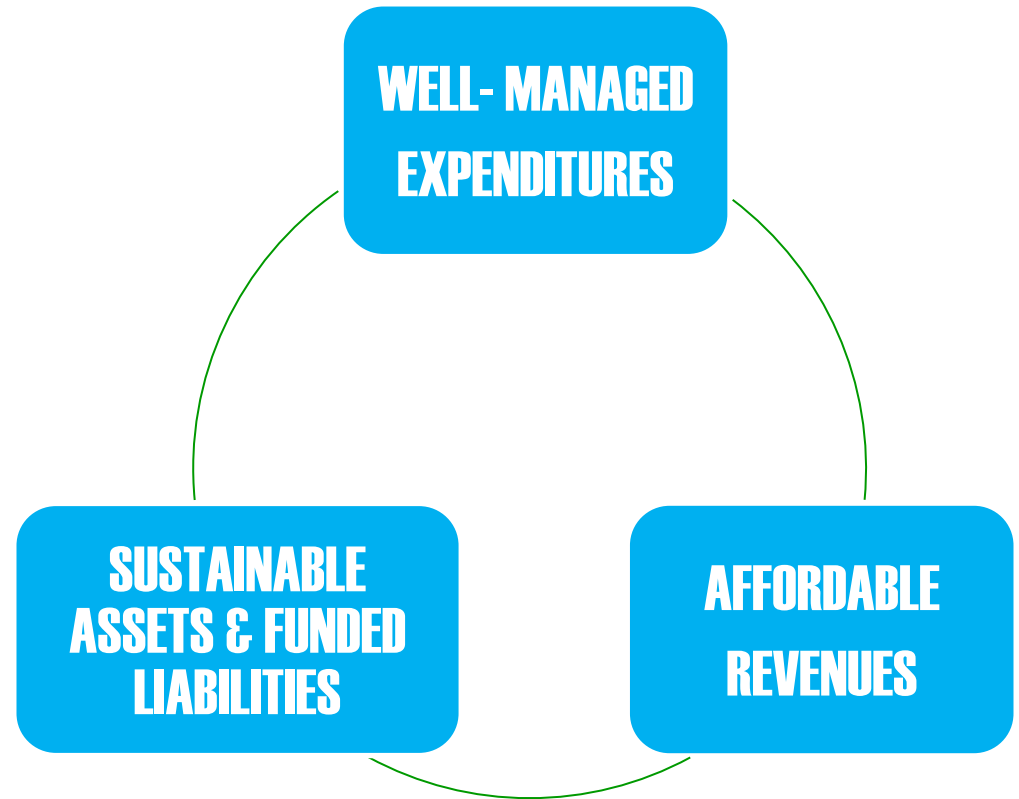 WELL- MANAGED
EXPENDITURES
SUSTAINABLE
ASSETS & FUNDED
LIABILITIES
AFFORDABLE
REVENUES